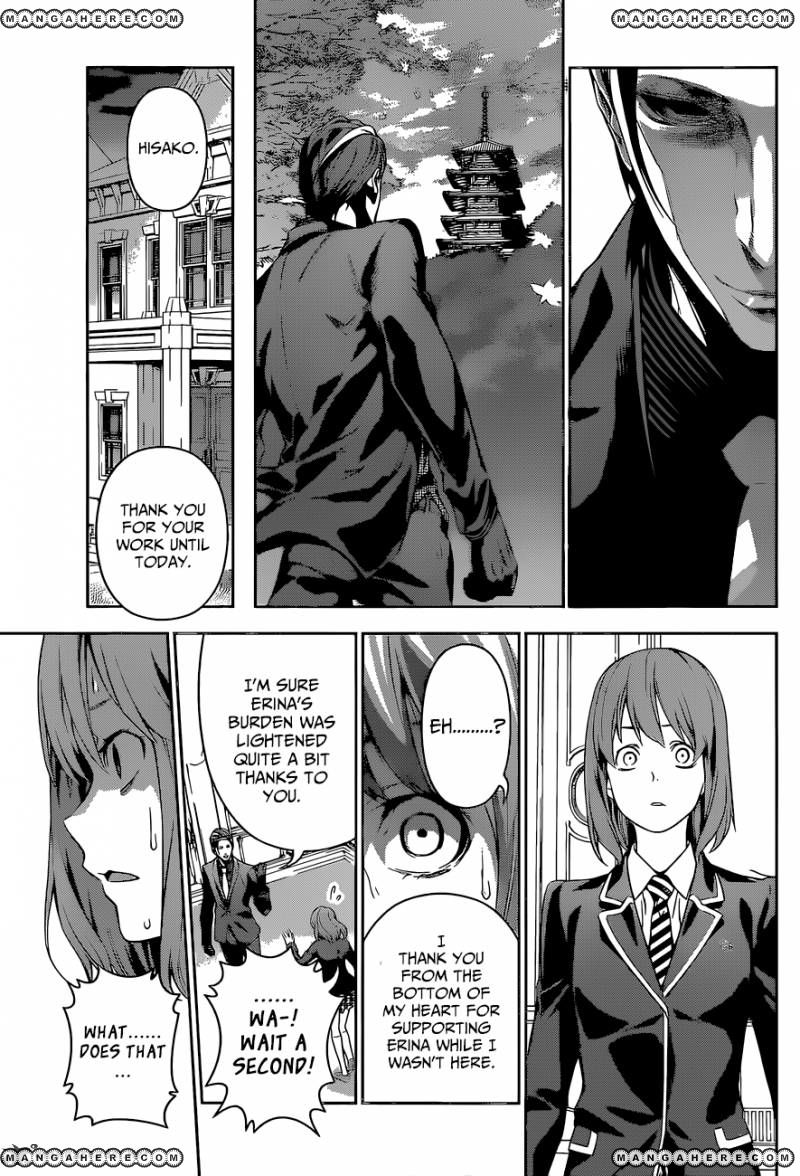 MANGAHERE.COM
MANGAHERE.COM
HISAKO.
THANK YOU
FOR YOUR
WORK UNTIL
TODAY.
EH.........?
I
THANK YOU
FROM THE
BOTTOM OF
MY HEART FOR
SUPPORTING
ERINA WHILE I
WASN'T HERE.
I'M SURE
ERINA'S
BURDEN WAS
LIGHTENED
QUITE A BIT
THANKS TO
YOU.
......
WA-!
WAIT A
SECOND!
WHAT......
DOES THAT
...
MANGAHERE.COM
MANGAHERE.COM